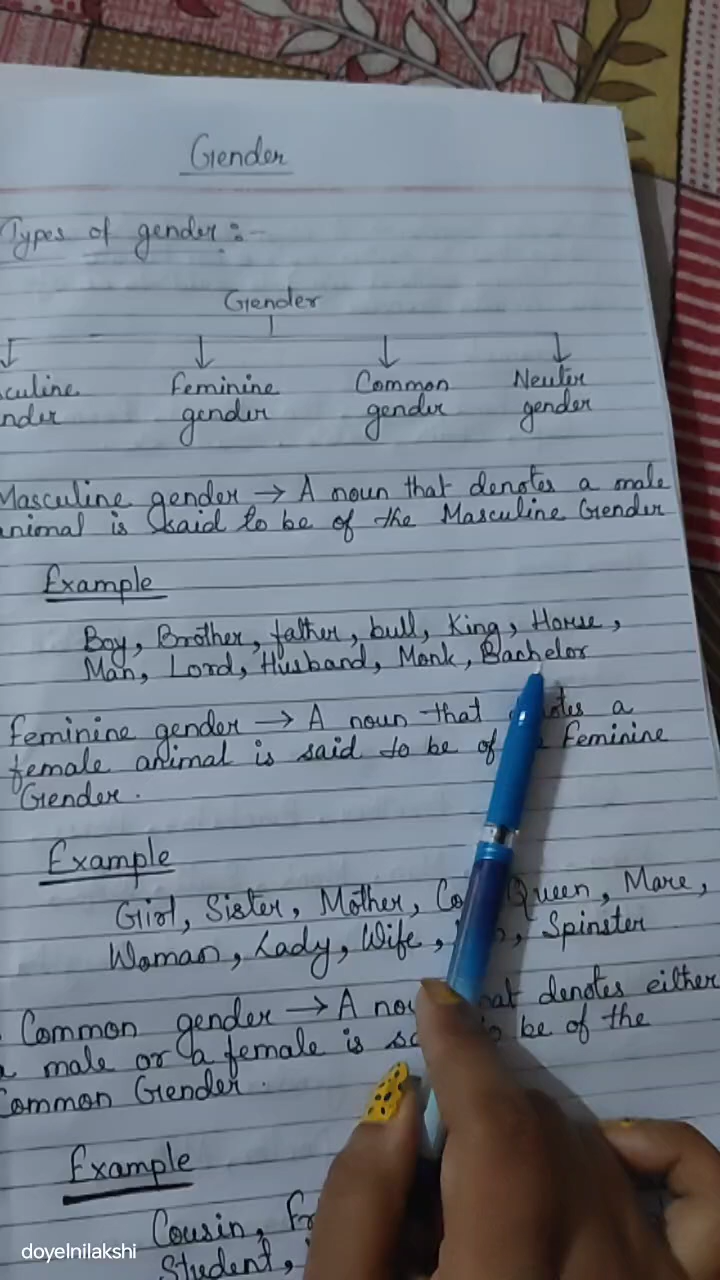 Gender
Types of gender :-
Gender
culine Feminine Common Neuter
nder gender gender gender
Masculine gender → A noun that denotes a male
animal is said to be of the Masculine Gender
Example
Boy, Brother, father, bull, King, Horse,
Man, Lord, Husband, Monk, Bachelor
Feminine gender → A noun that a
female animal is said to be of Feminine
Gender.
Example
Girl, Sister, Mother, Queen, Mare,
Woman, Lady, Wife, Spinster
Common gender → A denotes either
a male or a female is be of the
Common Gender.
Example
Cousin,
Student,
doyelnilakshi